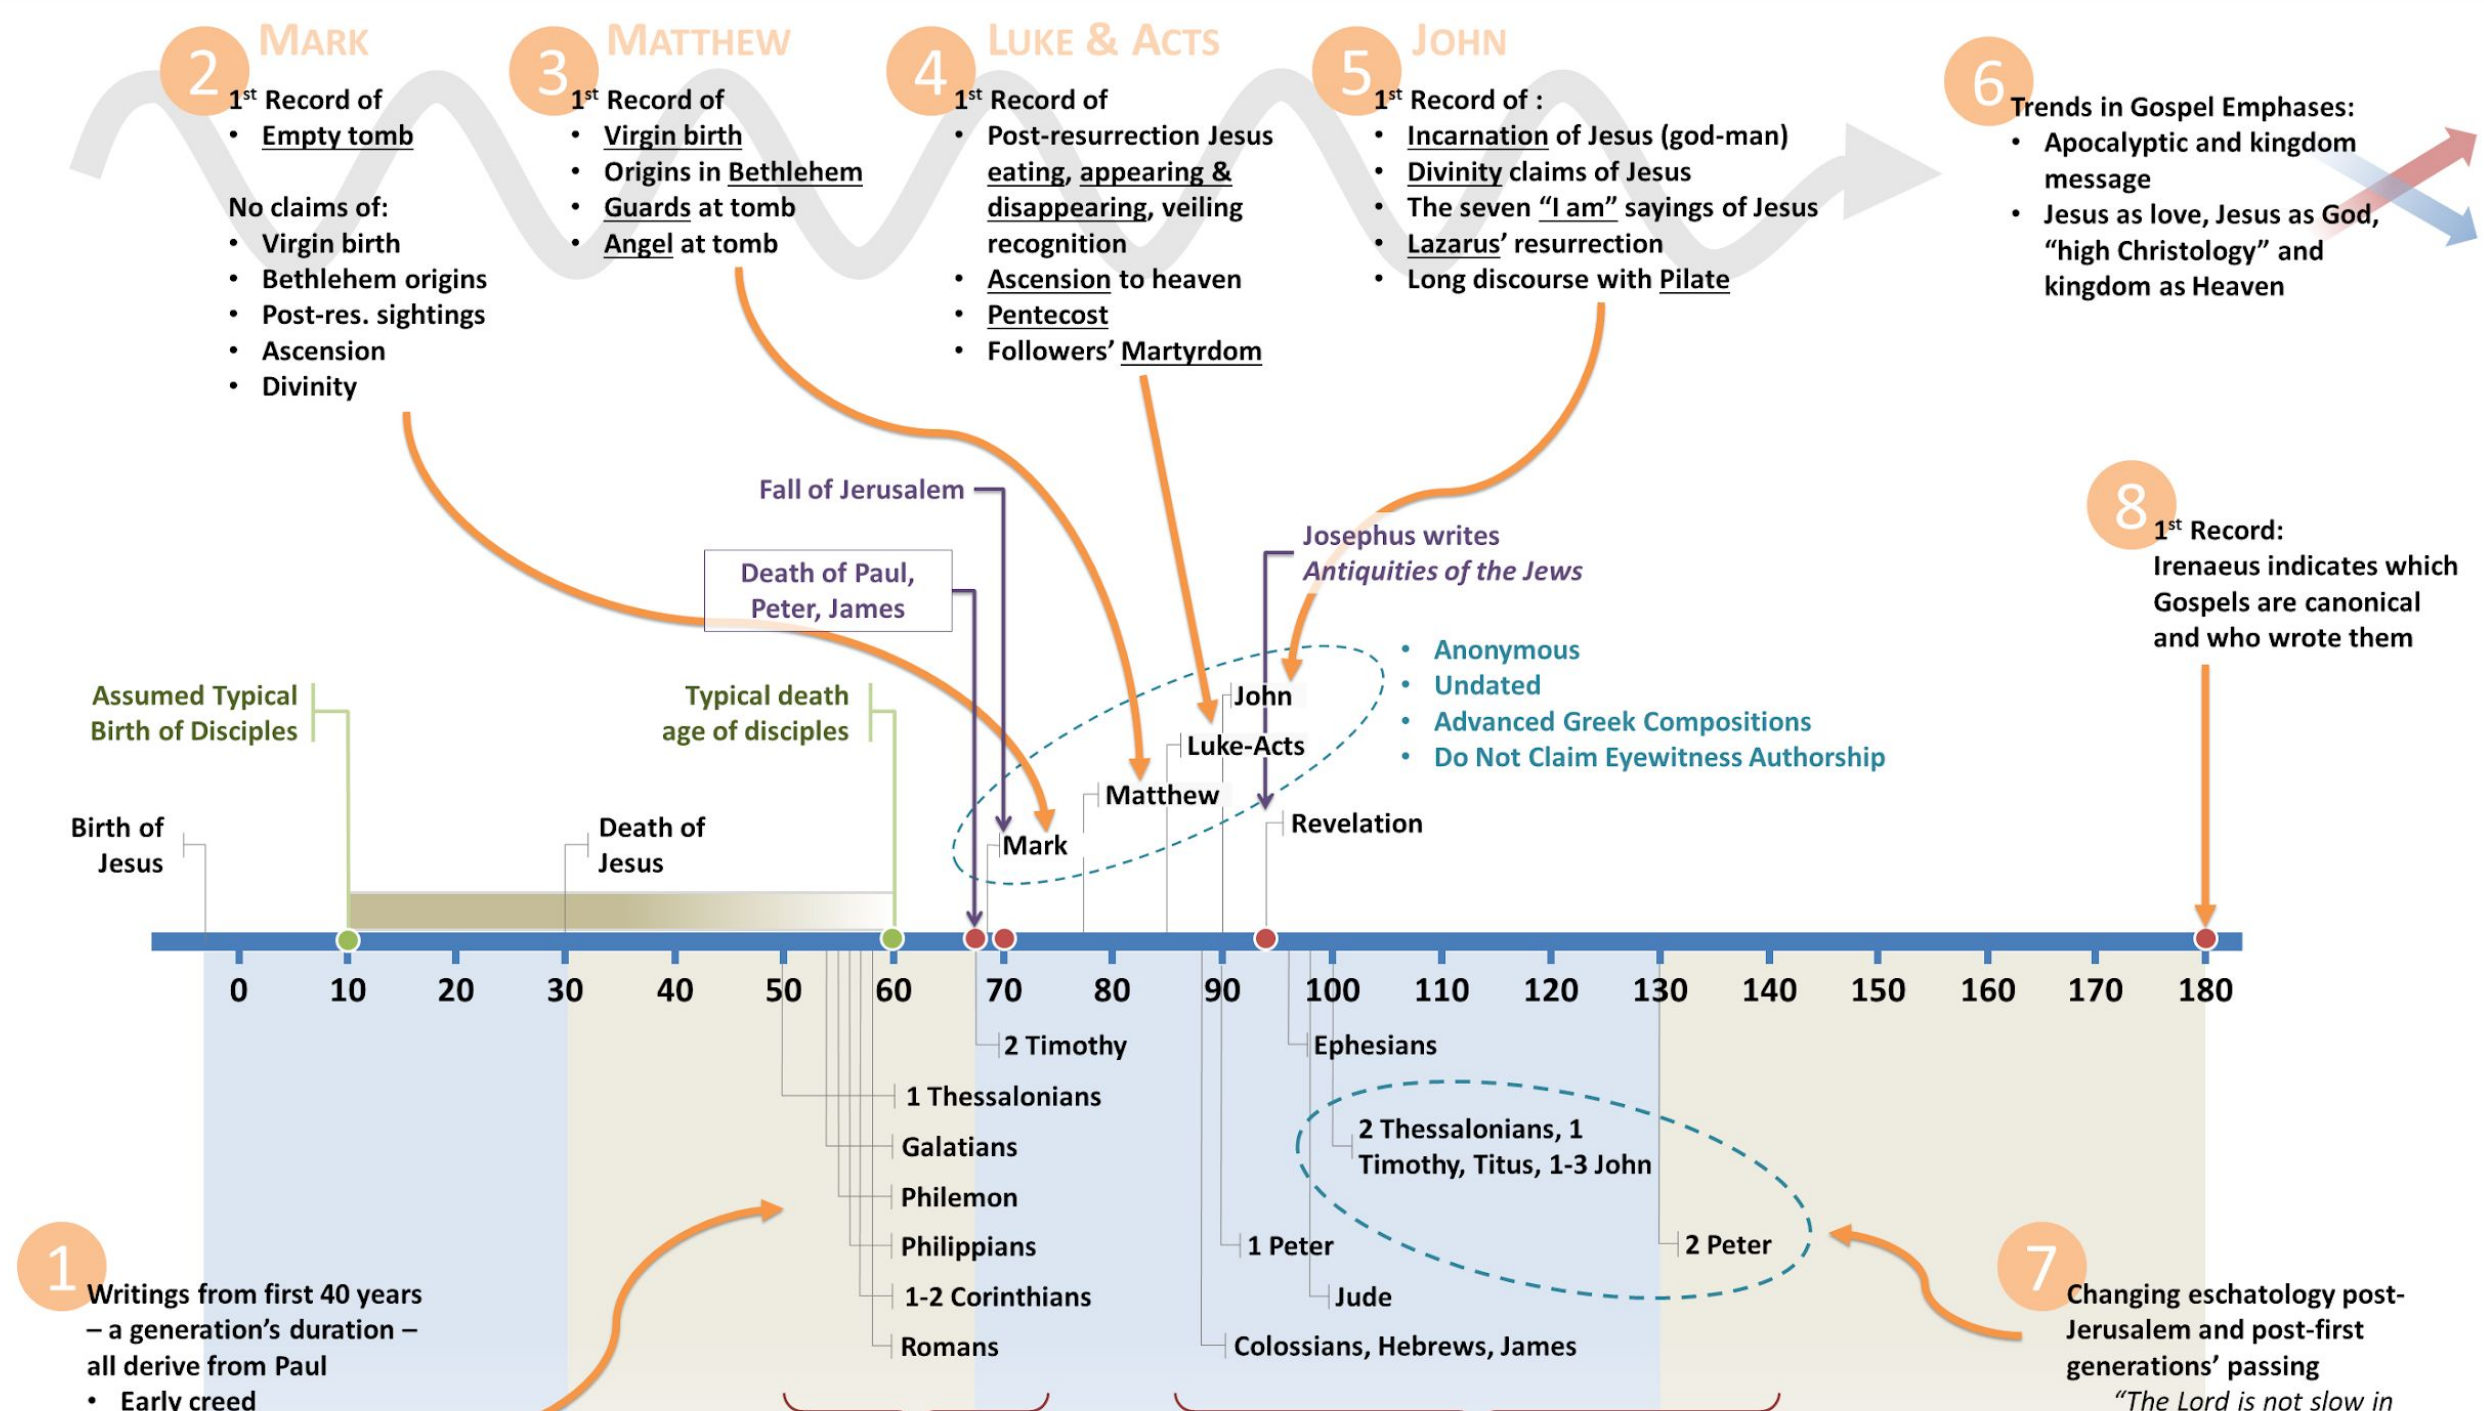 2 MARK
1st Record of
• Empty tomb
No claims of:
• Virgin birth
• Bethlehem origins
• Post-res. sightings
• Ascension
• Divinity
3 MATTHEW
1st Record of
• Virgin birth
• Origins in Bethlehem
• Guards at tomb
• Angel at tomb
4 LUKE & ACTS
1st Record of
• Post-resurrection Jesus
eating, appearing &
disappearing, veiling
recognition
• Ascension to heaven
• Pentecost
• Followers’ Martyrdom
5 JOHN
1st Record of :
• Incarnation of Jesus (god-man)
• Divinity claims of Jesus
• The seven “I am” sayings of Jesus
• Lazarus’ resurrection
• Long discourse with Pilate
6
Trends in Gospel Emphases:
• Apocalyptic and kingdom
message
• Jesus as love, Jesus as God,
“high Christology” and
kingdom as Heaven
Fall of Jerusalem
Death of Paul,
Peter, James
Josephus writes
Antiquities of the Jews
8
1st Record:
Irenaeus indicates which
Gospels are canonical
and who wrote them
• Anonymous
• Undated
• Advanced Greek Compositions
• Do Not Claim Eyewitness Authorship
Assumed Typical
Birth of Disciples
Typical death
age of disciples
John
Luke-Acts
Matthew
Revelation
Mark
Birth of
Jesus
Death of
Jesus
0 10 20 30 40 50 60 70 80 90 100 110 120 130 140 150 160 170 180
2 Timothy
1 Thessalonians
Galatians
Philemon
Philippians
1-2 Corinthians
Romans
Ephesians
2 Thessalonians, 1
Timothy, Titus, 1-3 John
1 Peter
2 Peter
Jude
Colossians, Hebrews, James
1
Writings from first 40 years
– a generation’s duration –
all derive from Paul
• Early creed
7
Changing eschatology post-
Jerusalem and post-first
generations’ passing
“The Lord is not slow in